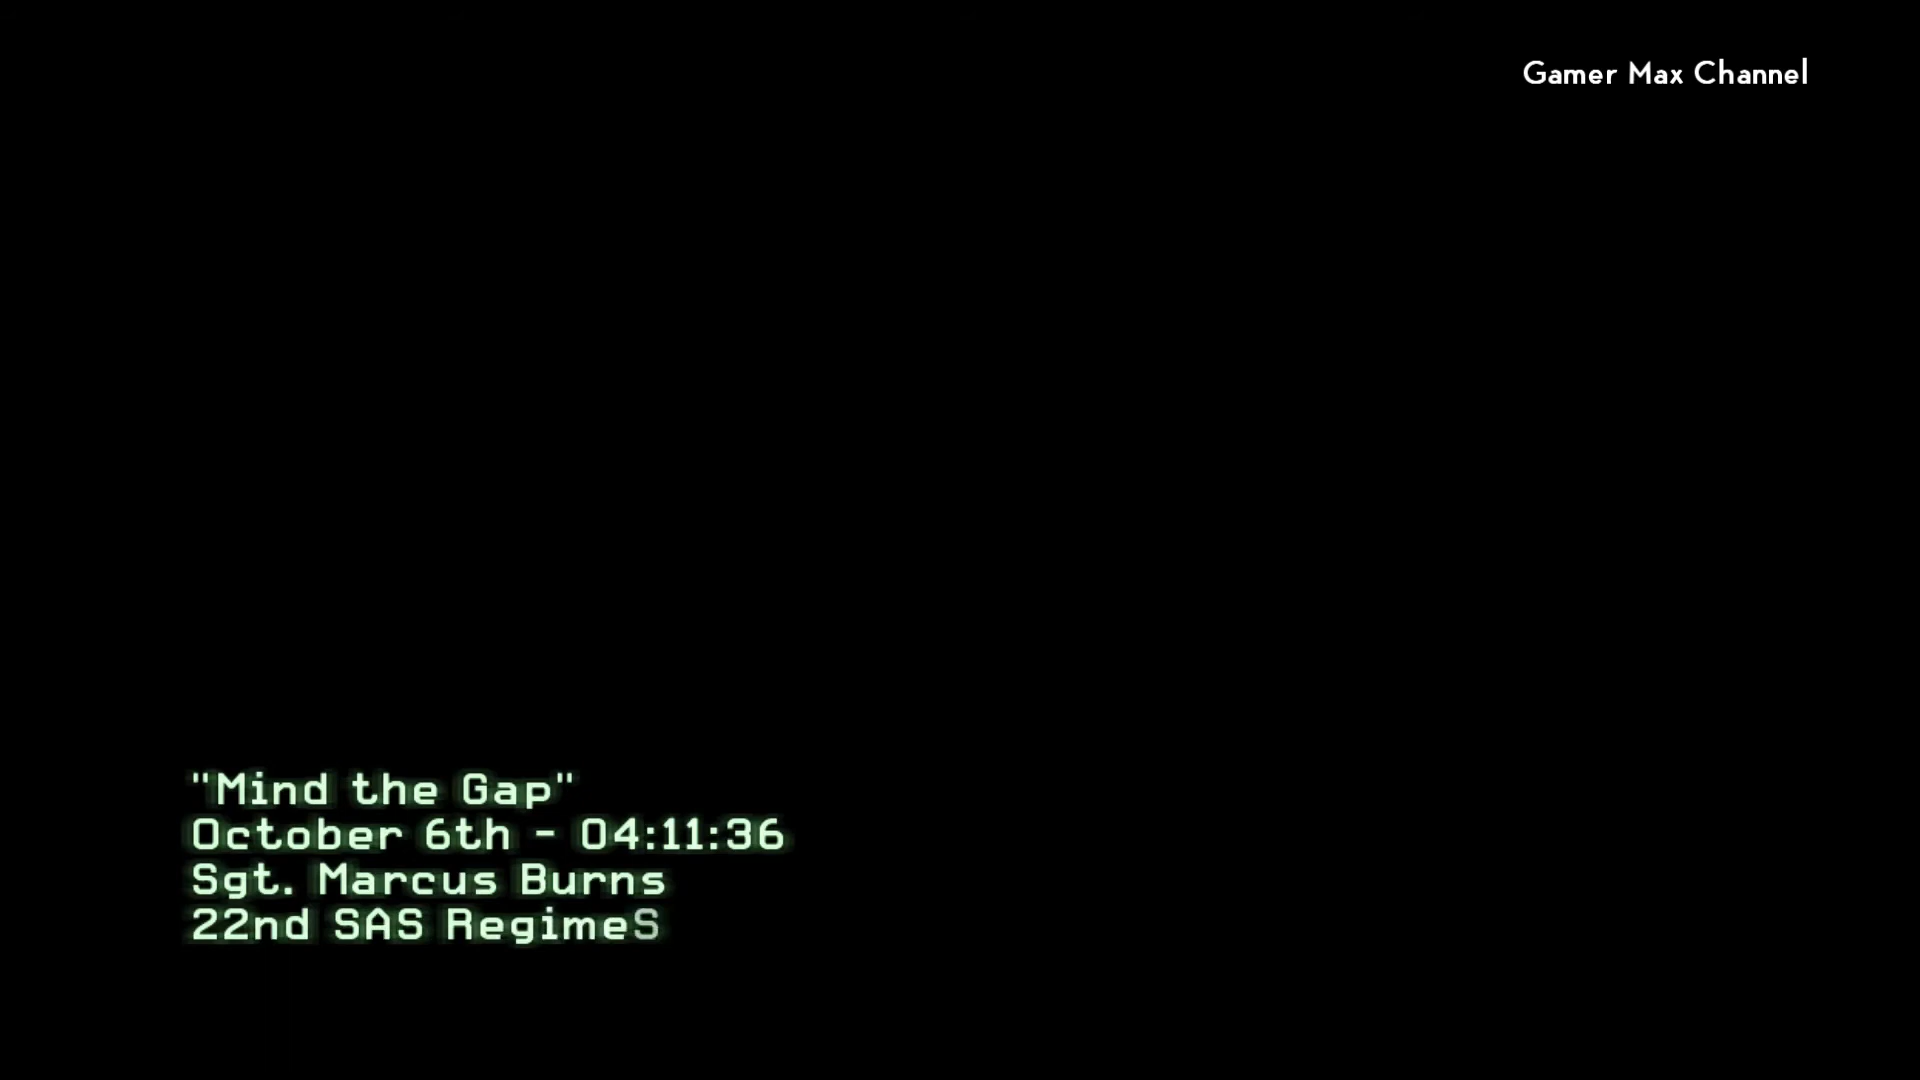 Gamer Max Channel
"Mind the Gap"
October 6th - 04:11:36
Sgt. Marcus Burns
22nd SAS RegimeS